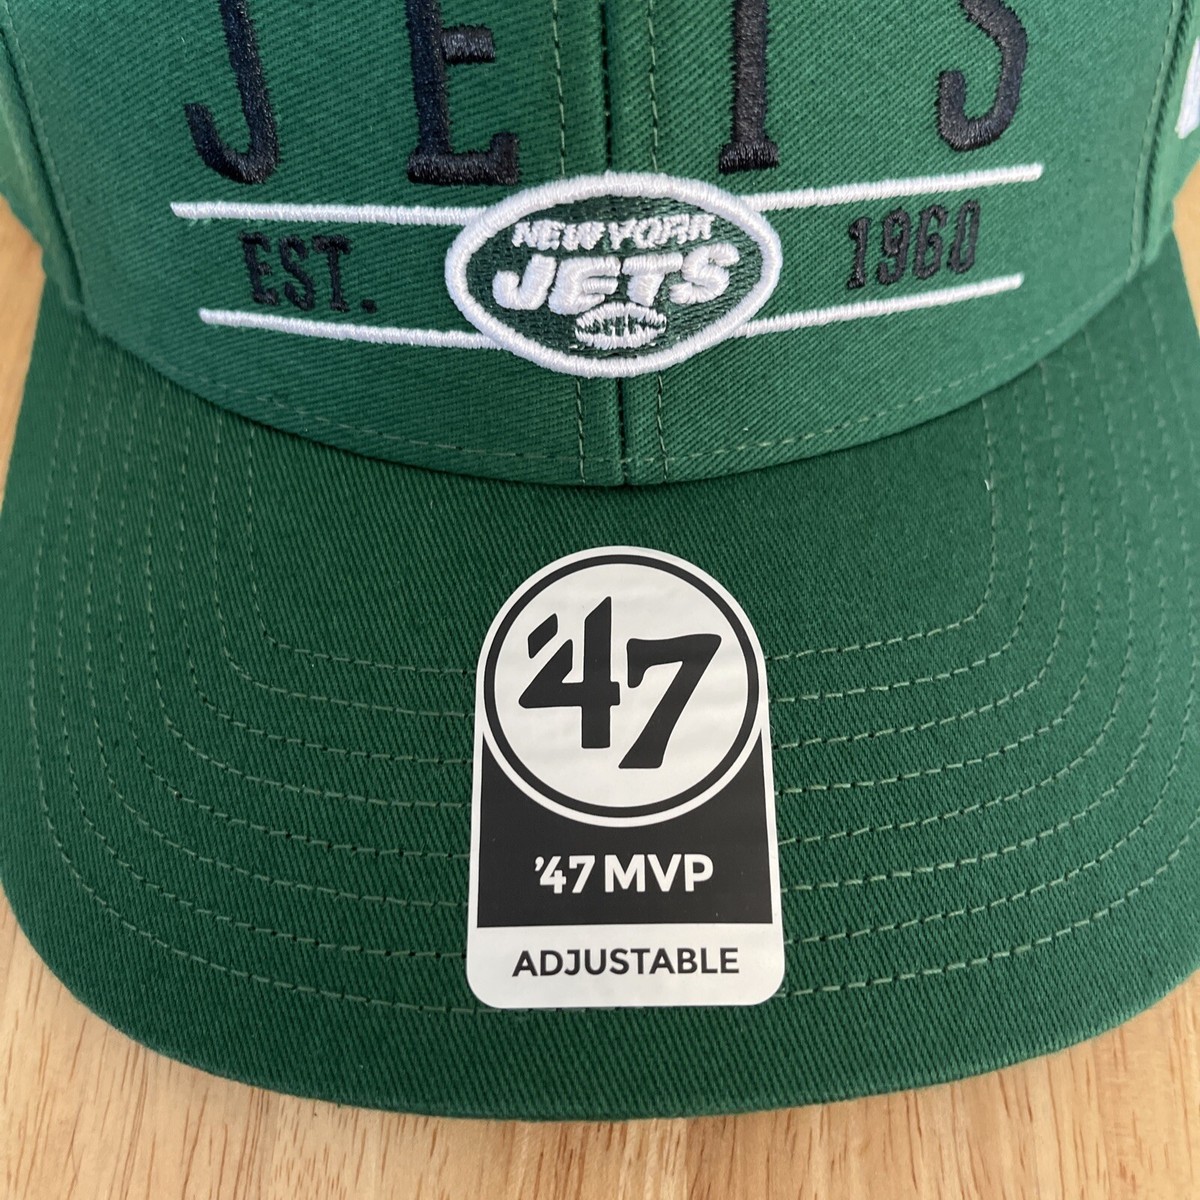 JETS
EST. 1960
NEW YORK
JETS
'47
'47 MVP
ADJUSTABLE